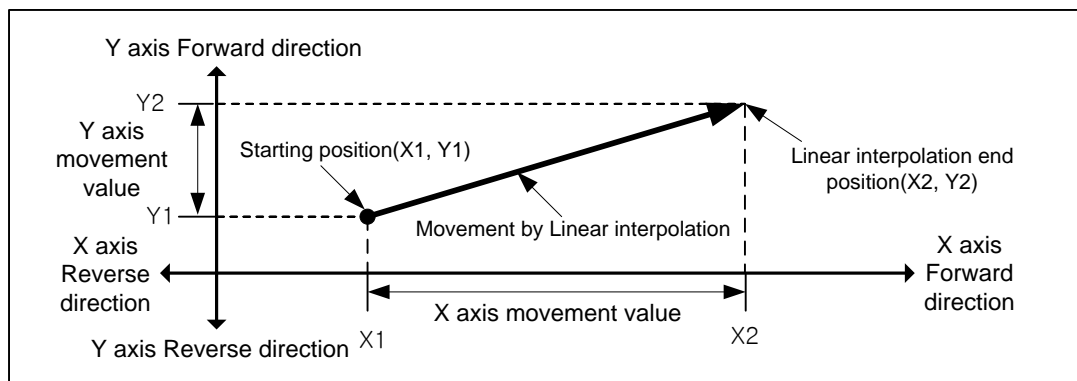 Y axis Forward direction
Y2
Y axis
movement
value
Starting position(X1, Y1)
Linear interpolation end
position(X2, Y2)
Y1
Movement by Linear interpolation
X axis
Reverse
direction
X axis
Forward
direction
X axis movement value
X1
X2
Y axis Reverse direction